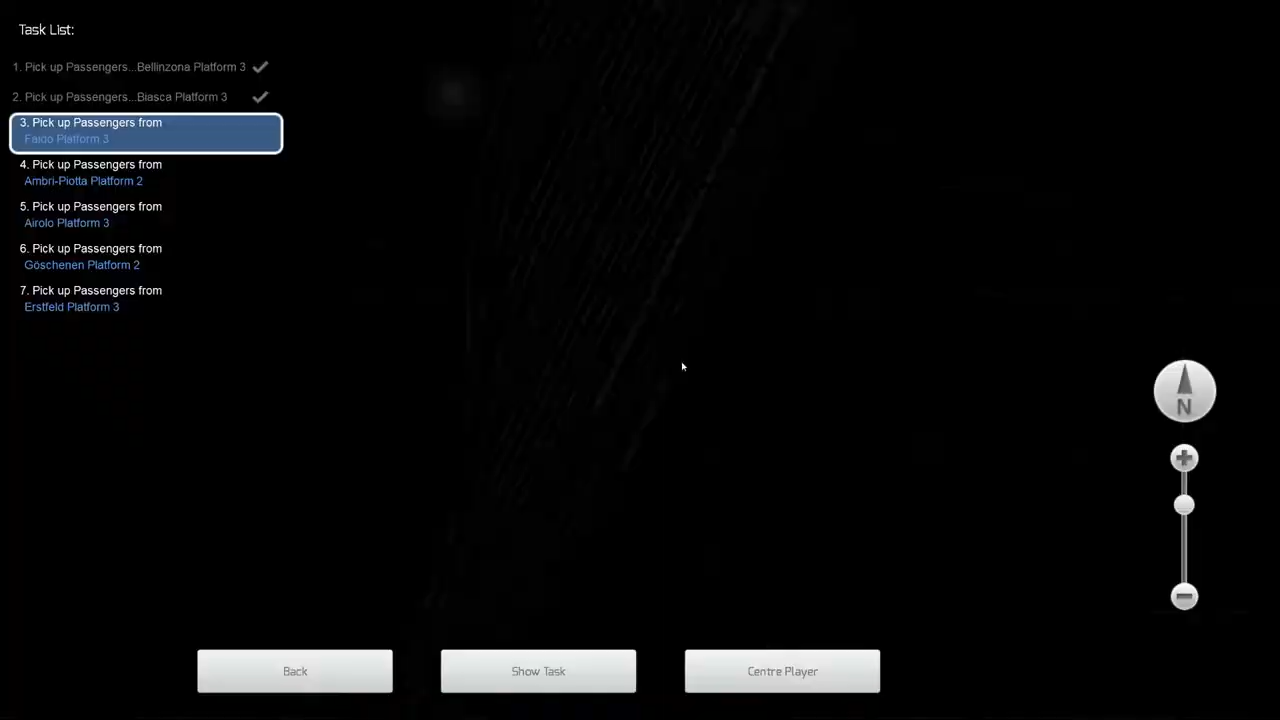 Task List:
1. Pick up Passengers...Bellinzona Platform 3
2. Pick up Passengers...Biasca Platform 3
3. Pick up Passengers from
Faido Platform 3
4. Pick up Passengers from
Ambri-Piotta Platform 2
5. Pick up Passengers from
Airolo Platform 3
6. Pick up Passengers from
Göschenen Platform 2
7. Pick up Passengers from
Erstfeld Platform 3
N
Back
Show Task
Centre Player